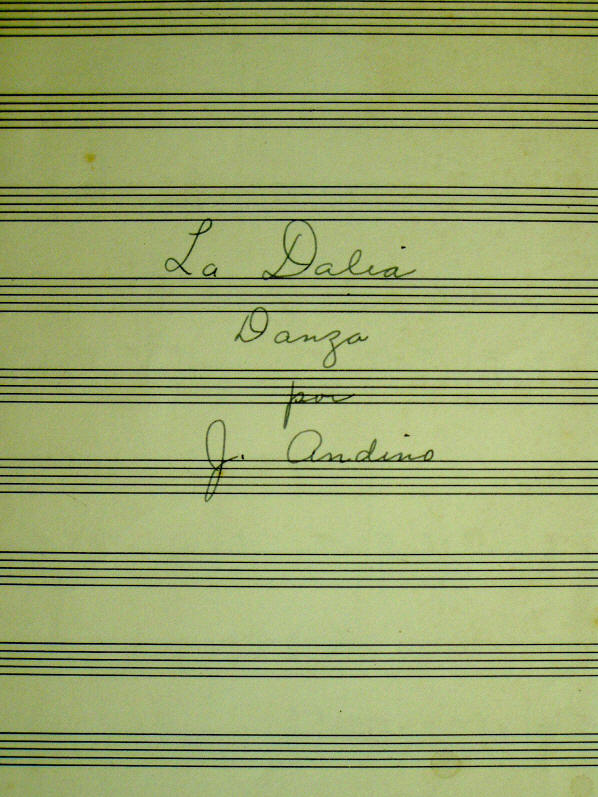 La Dalia
Danza
por
J. Andino